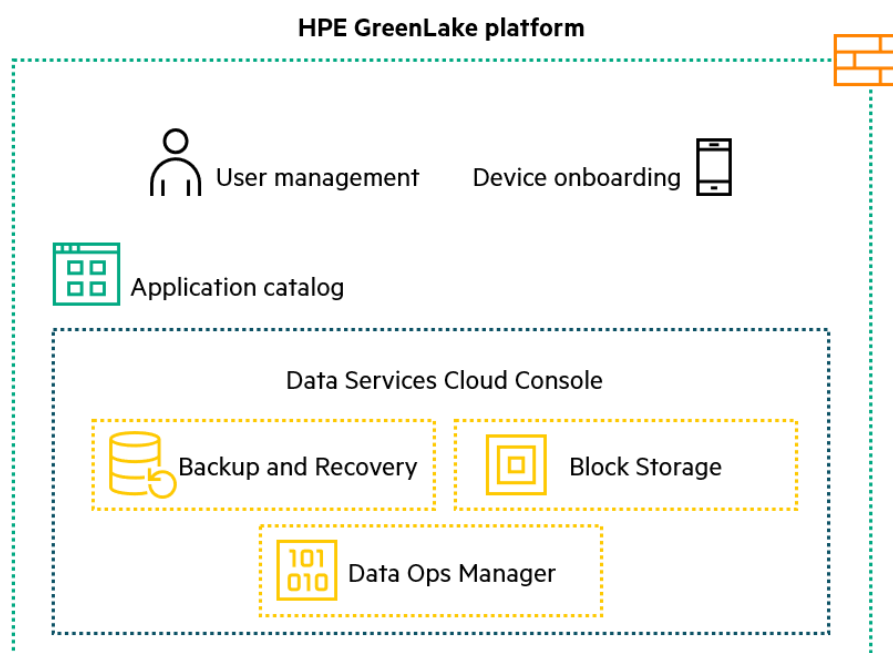 HPE GreenLake platform
User management
Device onboarding
Application catalog
Data Services Cloud Console
Backup and Recovery
Block Storage
101
010
Data Ops Manager